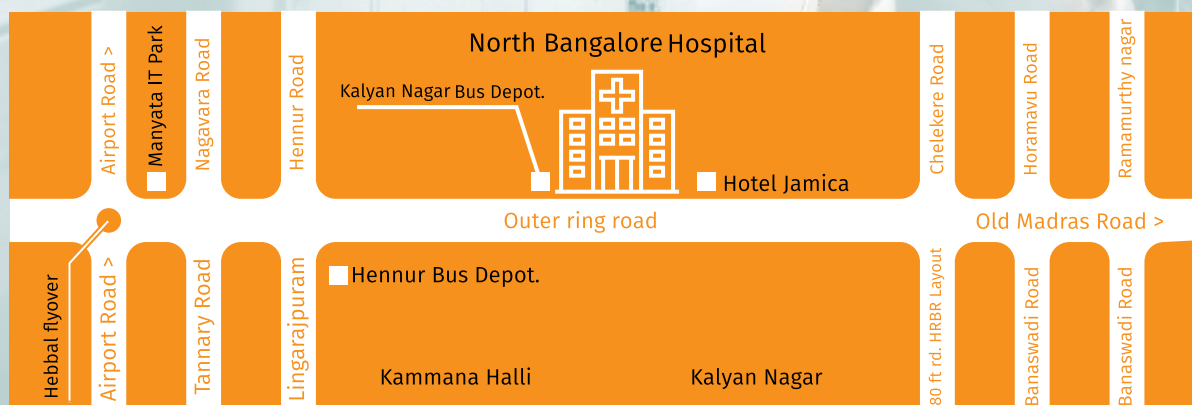 North Bangalore Hospital
Kalyan Nagar Bus Depot.
Airport Road >
Manyata IT Park
Nagavara Road
Hennur Road
Chelekere Road
Horamavu Road
Ramamurthy nagar
Hotel Jamica
Outer ring road
Old Madras Road >
Hebbal flyover
Airport Road >
Tannary Road
Lingarajpuram
Hennur Bus Depot.
Kammana Halli
Kalyan Nagar
80 ft rd. HRBR Layout
Banaswadi Road
Banaswadi Road